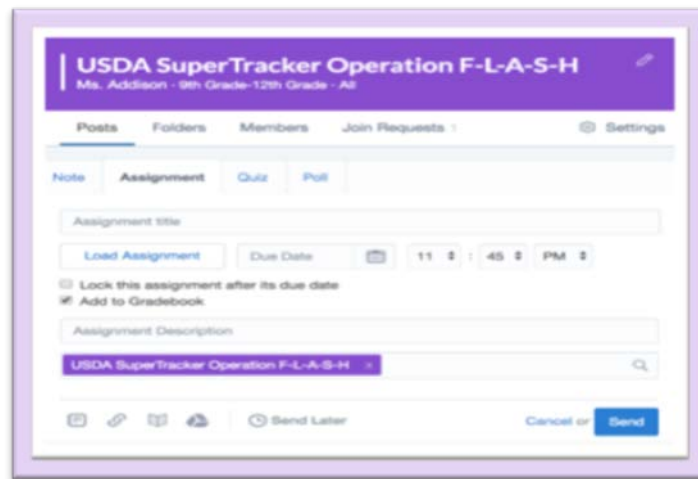 USDA SuperTracker Operation F-L-A-S-H
Ms. Addison · 9th Grade-12th Grade · All
Posts Folders Members Join Requests 1 Settings
Note Assignment Quiz Poll
Assignment title
Load Assignment Due Date 11 : 45 PM
Lock this assignment after its due date
Add to Gradebook
Assignment Description
USDA SuperTracker Operation F-L-A-S-H ×
Send Later Cancel or Send